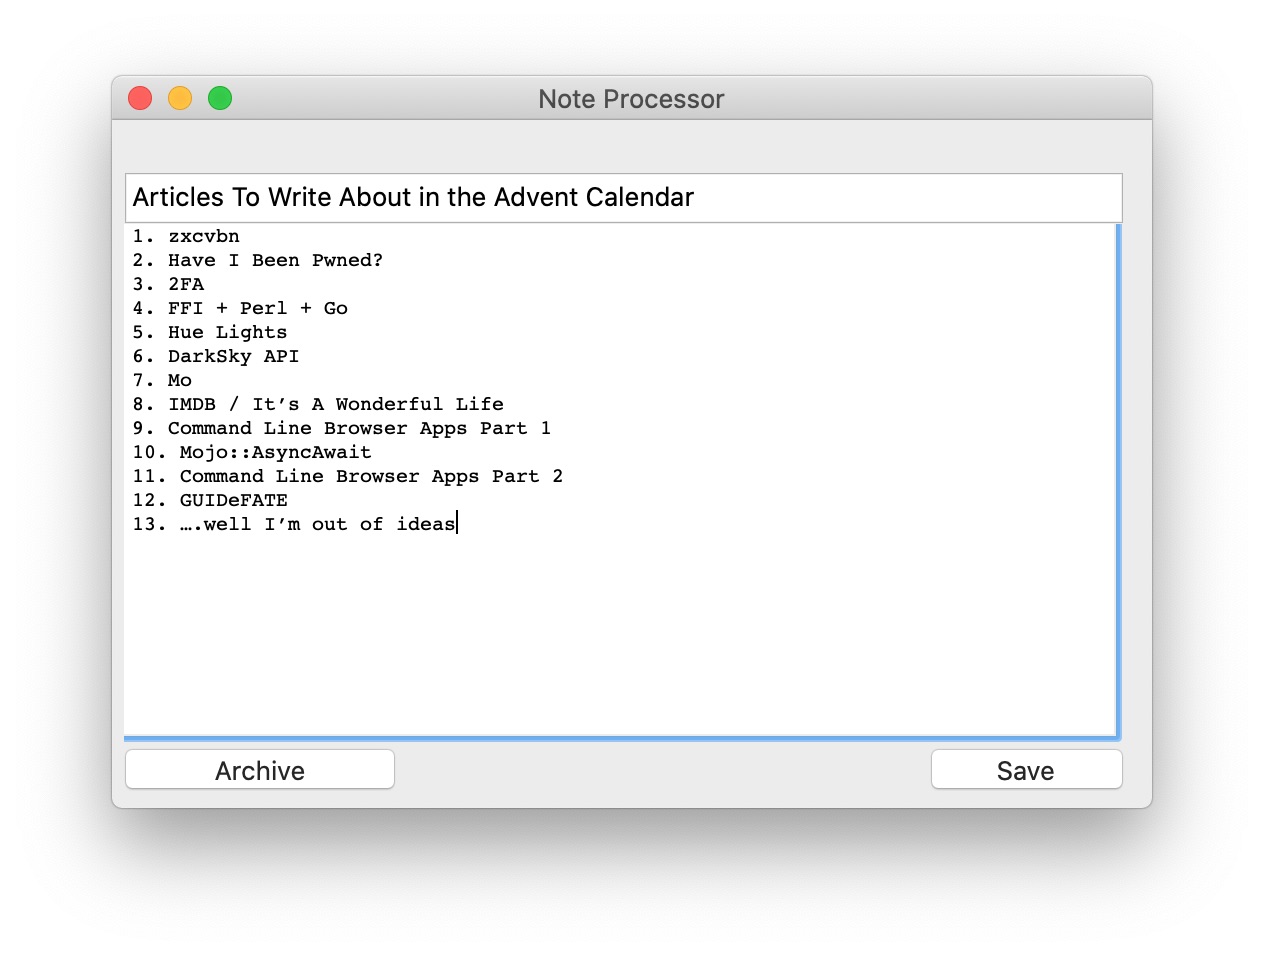 Note Processor
Articles To Write About in the Advent Calendar
1. zxcvbn
2. Have I Been Pwned?
3. 2FA
4. FFI + Perl + Go
5. Hue Lights
6. DarkSky API
7. Mo
8. IMDB / It’s A Wonderful Life
9. Command Line Browser Apps Part 1
10. Mojo::AsyncAwait
11. Command Line Browser Apps Part 2
12. GUIDeFATE
13. ….well I’m out of ideas
Archive
Save